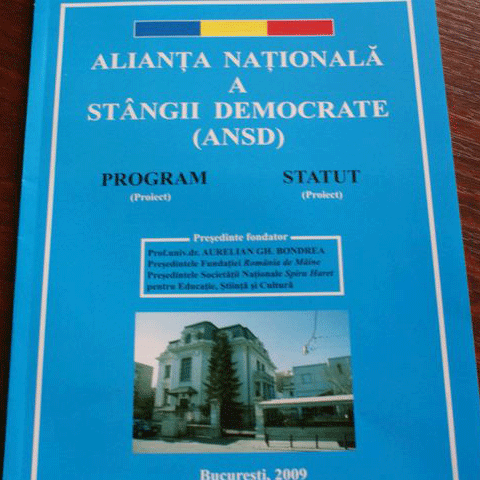 ALIANȚA NAȚIONALĂ
A
STÂNGII DEMOCRATE
(ANSD)
PROGRAM STATUT
(Proiect) (Proiect)
Președinte fondator
Prof.univ.dr. AURELIAN GH. BONDREA
Președintele Fundației România de Mâine
Președintele Societății Naționale Spiru Haret
pentru Educație, Știință și Cultură
București, 2009